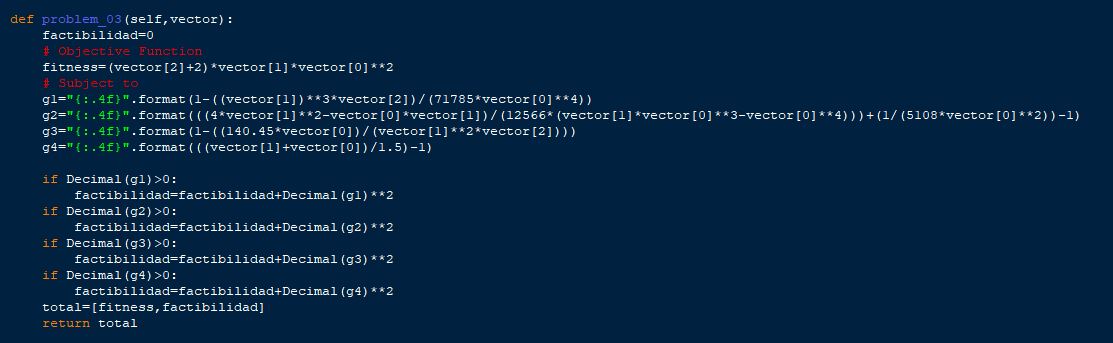 def problem_03(self,vector):
    factibilidad=0
    # Objective Function
    fitness=(vector[2]+2)*vector[1]*vector[0]**2
    # Subject to
    g1="{:.4f}".format(1-((vector[1])**3*vector[2])/(71785*vector[0]**4))
    g2="{:.4f}".format(((4*vector[1]**2-vector[0]*vector[1])/(12566*(vector[1]*vector[0]**3-vector[0]**4)))+(1/(5108*vector[0]**2))-1)
    g3="{:.4f}".format(1-((140.45*vector[0])/(vector[1]**2*vector[2])))
    g4="{:.4f}".format(((vector[1]+vector[0])/1.5)-1)

    if Decimal(g1)>0:
        factibilidad=factibilidad+Decimal(g1)**2
    if Decimal(g2)>0:
        factibilidad=factibilidad+Decimal(g2)**2
    if Decimal(g3)>0:
        factibilidad=factibilidad+Decimal(g3)**2
    if Decimal(g4)>0:
        factibilidad=factibilidad+Decimal(g4)**2
    total=[fitness,factibilidad]
    return total